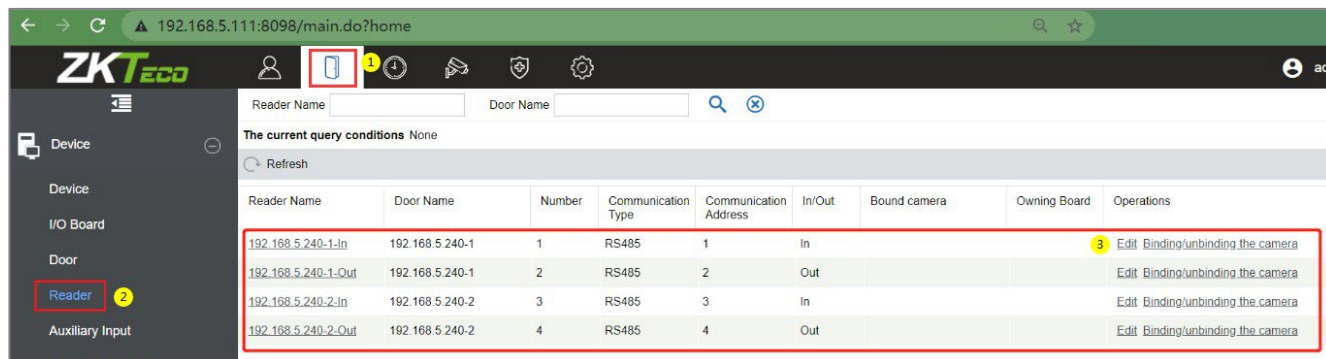 192.168.5.111:8098/main.do?home
ZKTECO
1
ad
Reader Name Door Name
The current query conditions None
Refresh
Device
Device
I/O Board
Door
Reader 2
Auxiliary Input
Reader Name Door Name Number Communication Type Communication Address In/Out Bound camera Owning Board Operations
192.168.5.240-1-In 192.168.5.240-1 1 RS485 1 In 3 Edit Binding/unbinding the camera
192.168.5.240-1-Out 192.168.5.240-1 2 RS485 2 Out Edit Binding/unbinding the camera
192.168.5.240-2-In 192.168.5.240-2 3 RS485 3 In Edit Binding/unbinding the camera
192.168.5.240-2-Out 192.168.5.240-2 4 RS485 4 Out Edit Binding/unbinding the camera